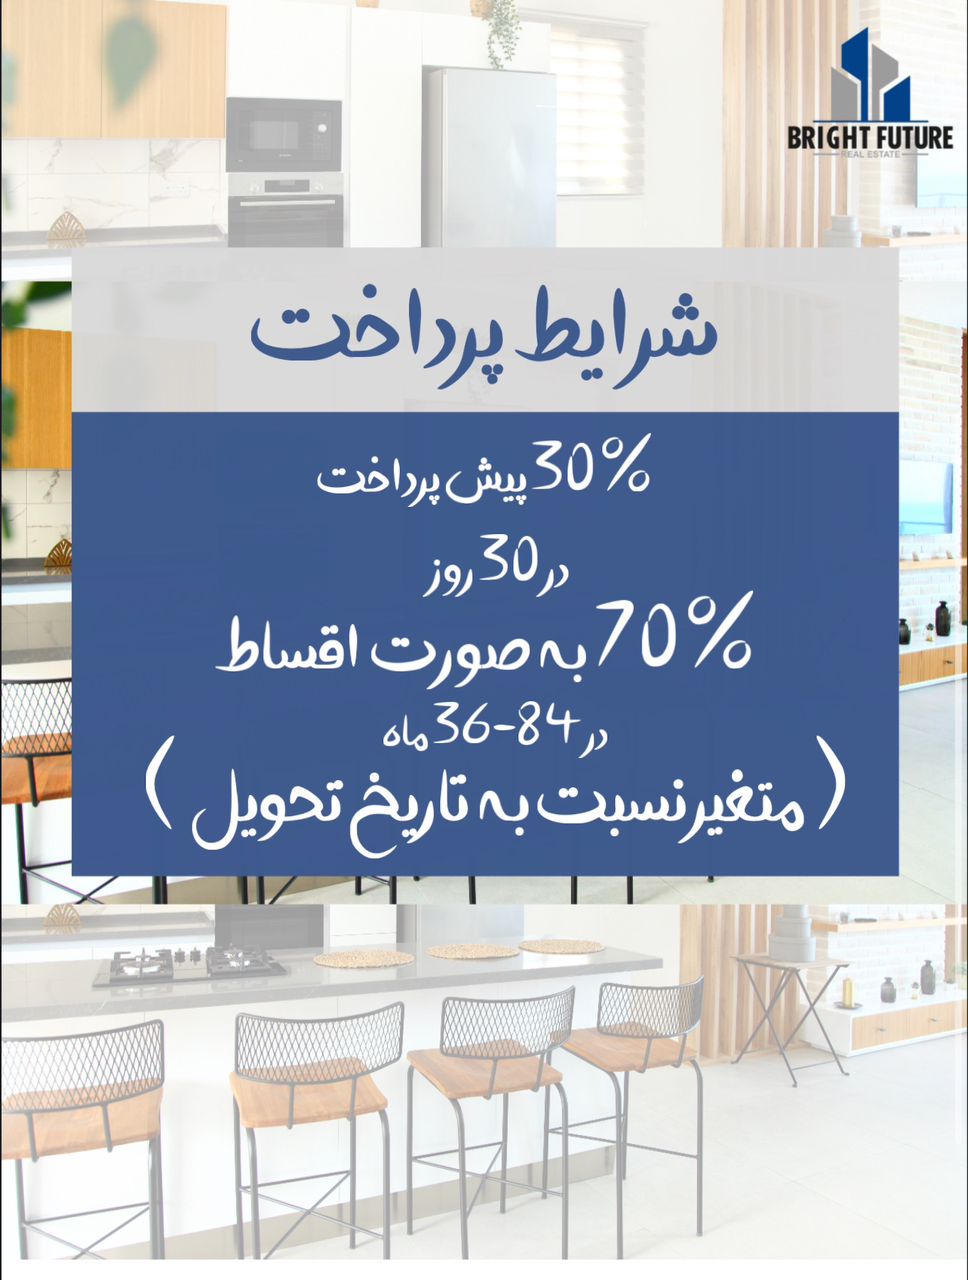 BRIGHT FUTURE
REAL ESTATE
شرایط پرداخت
30% پیش پرداخت
در 30 روز
70% به صورت اقساط
در 84-36 ماه
( متغیر نسبت به تاریخ تحویل )